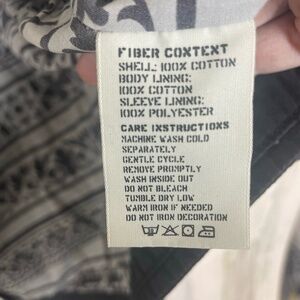 FIBER CONTEXT
SHELL: 100% COTTON
BODY LINING:
100% COTTON
SLEEVE LINING:
100% POLYESTER
CARE INSTRUCTIONS
MACHINE WASH COLD
SEPARATELY
GENTLE CYCLE
REMOVE PROMPTLY
WASH INSIDE OUT
DO NOT BLEACH
TUMBLE DRY LOW
WARM IRON IF NEEDED
DO NOT IRON DECORATION